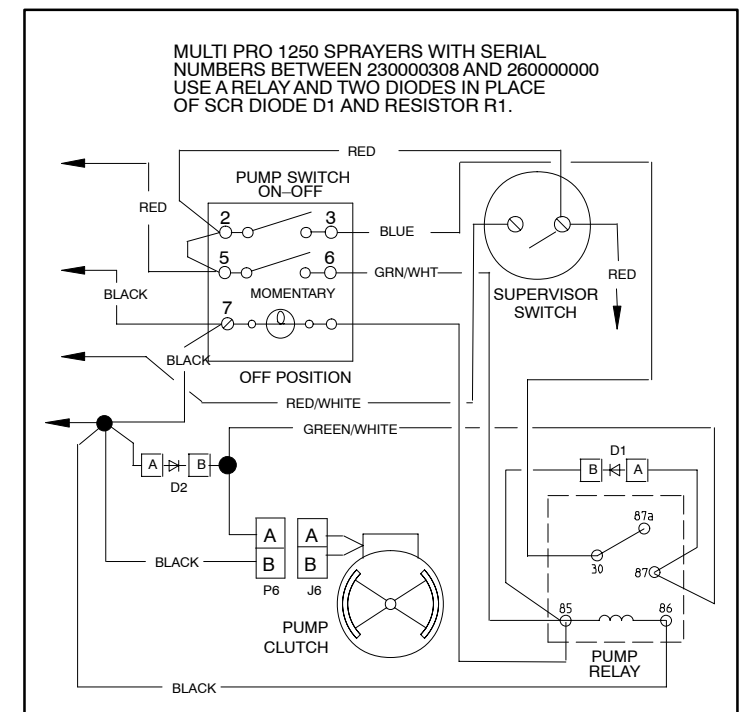 MULTI PRO 1250 SPRAYERS WITH SERIAL
NUMBERS BETWEEN 230000308 AND 260000000
USE A RELAY AND TWO DIODES IN PLACE
OF SCR DIODE D1 AND RESISTOR R1.
RED
PUMP SWITCH
ON–OFF
RED
2 3
BLUE
5 6
GRN/WHT
RED
BLACK
MOMENTARY
SUPERVISOR
SWITCH
7
BLACK
OFF POSITION
RED/WHITE
GREEN/WHITE
D1
A B
B A
D2
87a
A A
30
87
BLACK
B B
P6 J6
85 86
PUMP
CLUTCH
PUMP
RELAY
BLACK